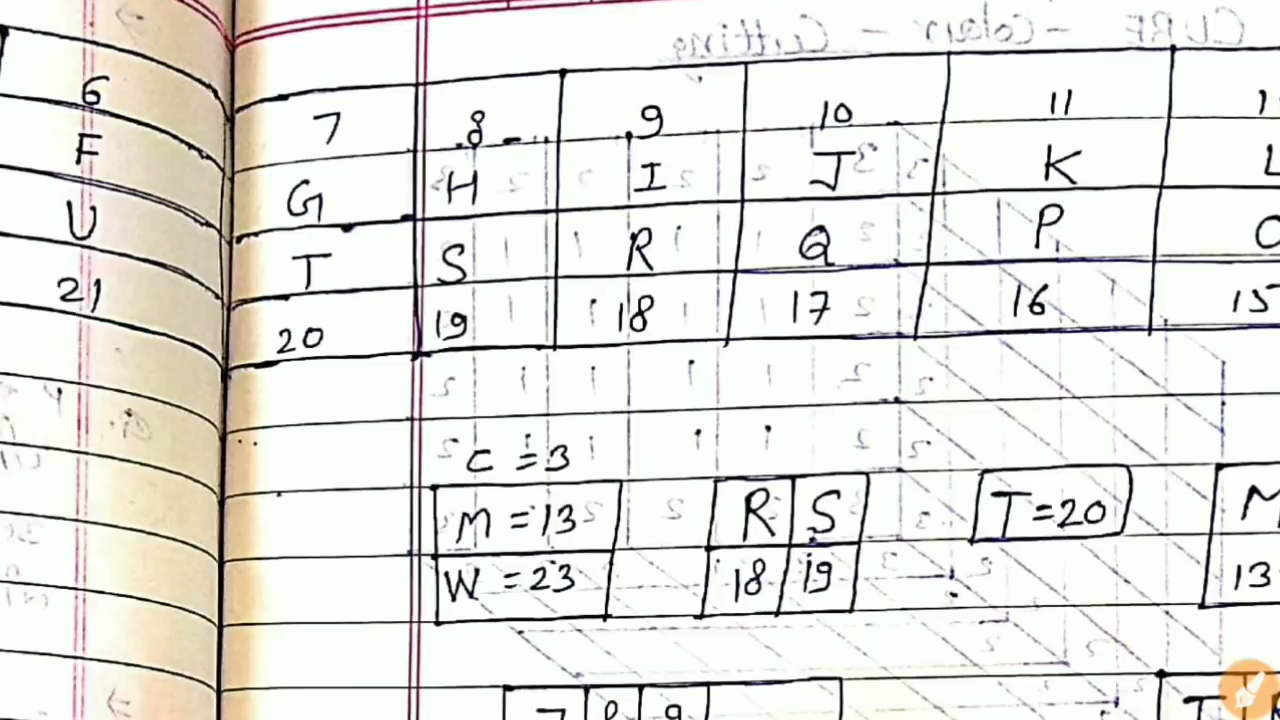 6 7 8 9 10 11
F G H I J K L
U T S R Q P
21 20 19 18 17 16 15
C = 3
M = 13 R S T = 20 M
W = 23 18 19 13
7 8 9 T